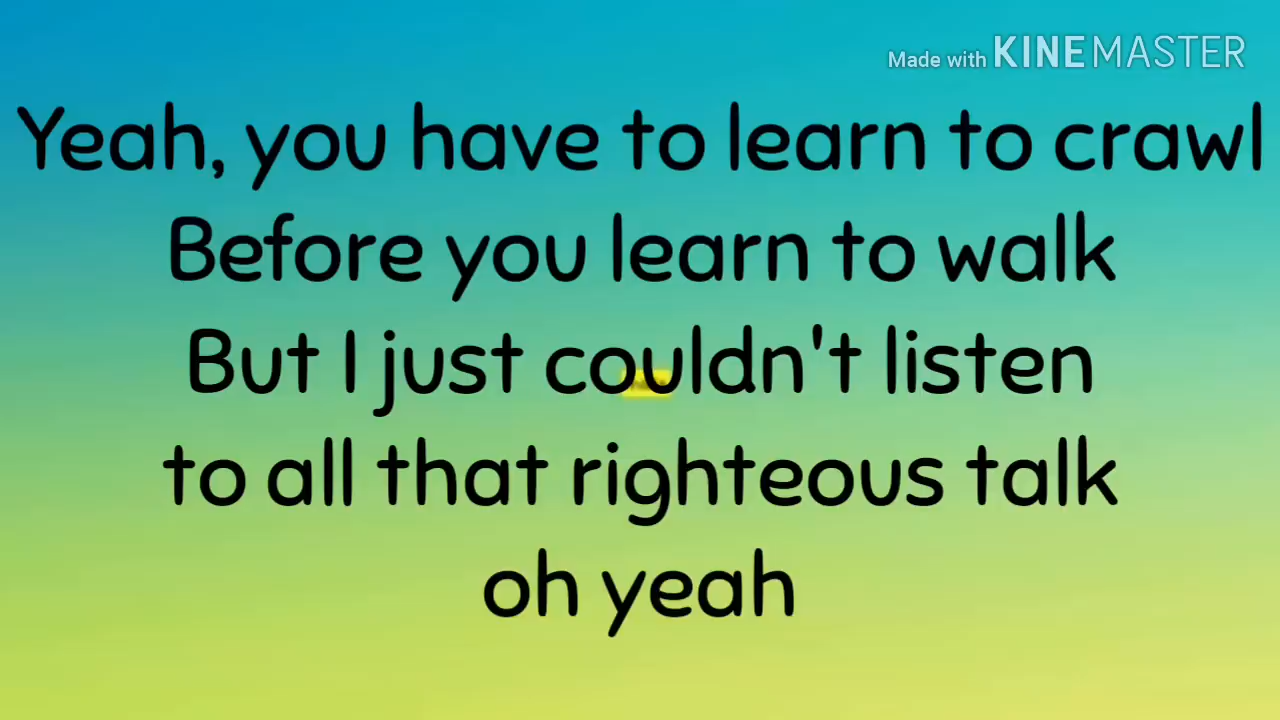 Made with KINEMASTER
Yeah, you have to learn to crawl
Before you learn to walk
But I just couldn't listen
to all that righteous talk
oh yeah